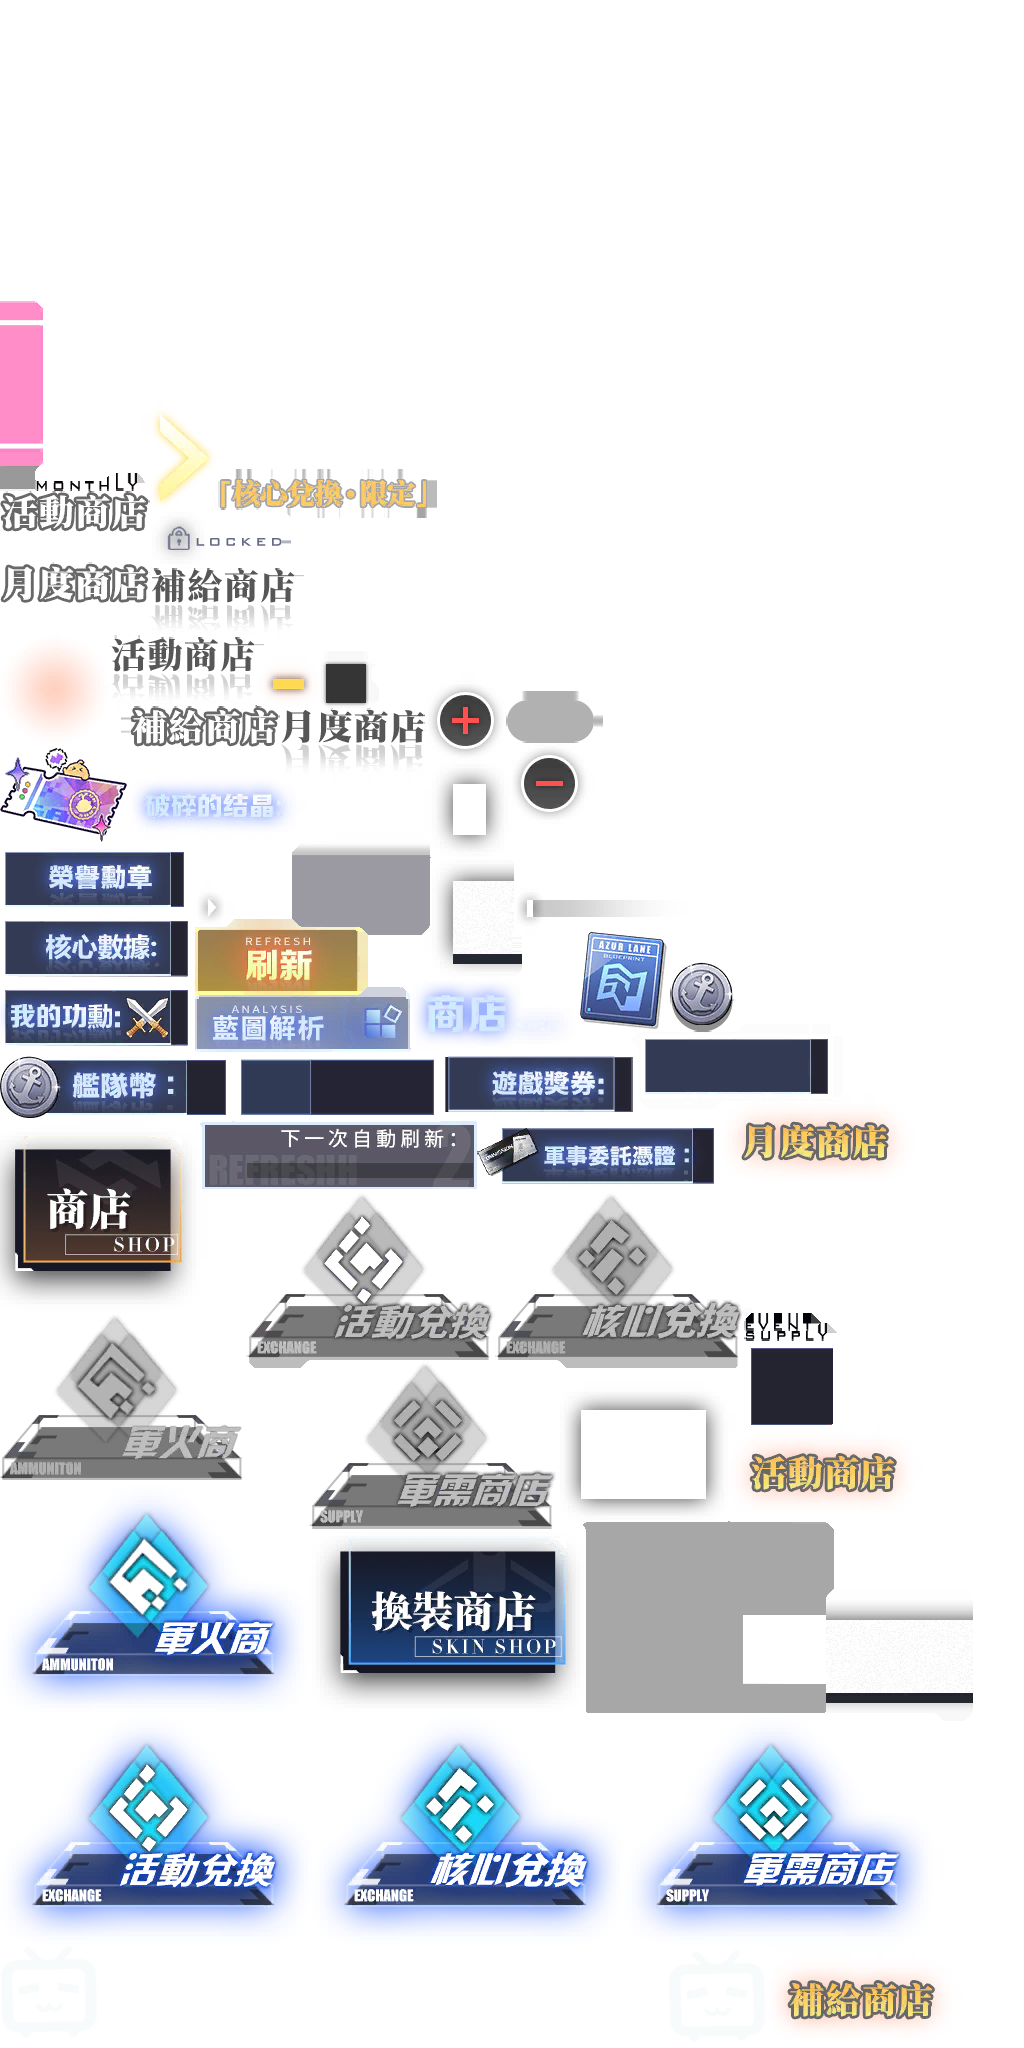 MONTHLY
活動商店
「核心兌換·限定」
LOCKED
月度商店
補給商店
活動商店
補給商店
月度商店
破碎的结晶:
榮譽勳章
核心數據:
REFRESH
刷新
AZUR LANE
BLUEPRINT
我的功勳:
ANALYSIS
藍圖解析
商店
艦隊幣：
遊戲獎券:
下一次自動刷新：
REFRESHH
2
軍事委託憑證：
月度商店
商店
SHOP
活動兌換
EXCHANGE
核心兌換
EXCHANGE
EVENT
SUPPLY
軍火商
AMMUNITON
軍需商店
SUPPLY
活動商店
軍火商
AMMUNITON
換裝商店
SKIN SHOP
活動兌換
EXCHANGE
核心兌換
EXCHANGE
軍需商店
SUPPLY
補給商店